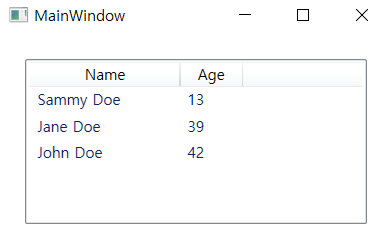 MainWindow
Name Age
Sammy Doe 13
Jane Doe 39
John Doe 42